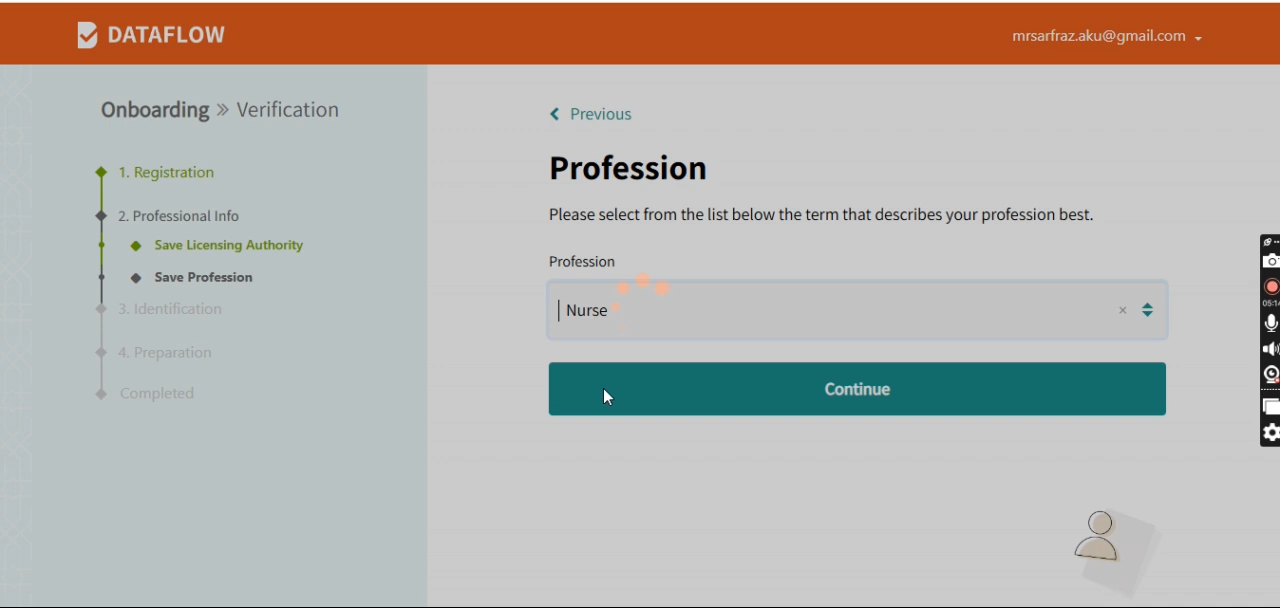 DATAFLOW
mrsarfraz.aku@gmail.com
Onboarding » Verification
1. Registration
2. Professional Info
Save Licensing Authority
Save Profession
3. Identification
4. Preparation
Completed
Previous
Profession
Please select from the list below the term that describes your profession best.
Profession
Nurse
Continue